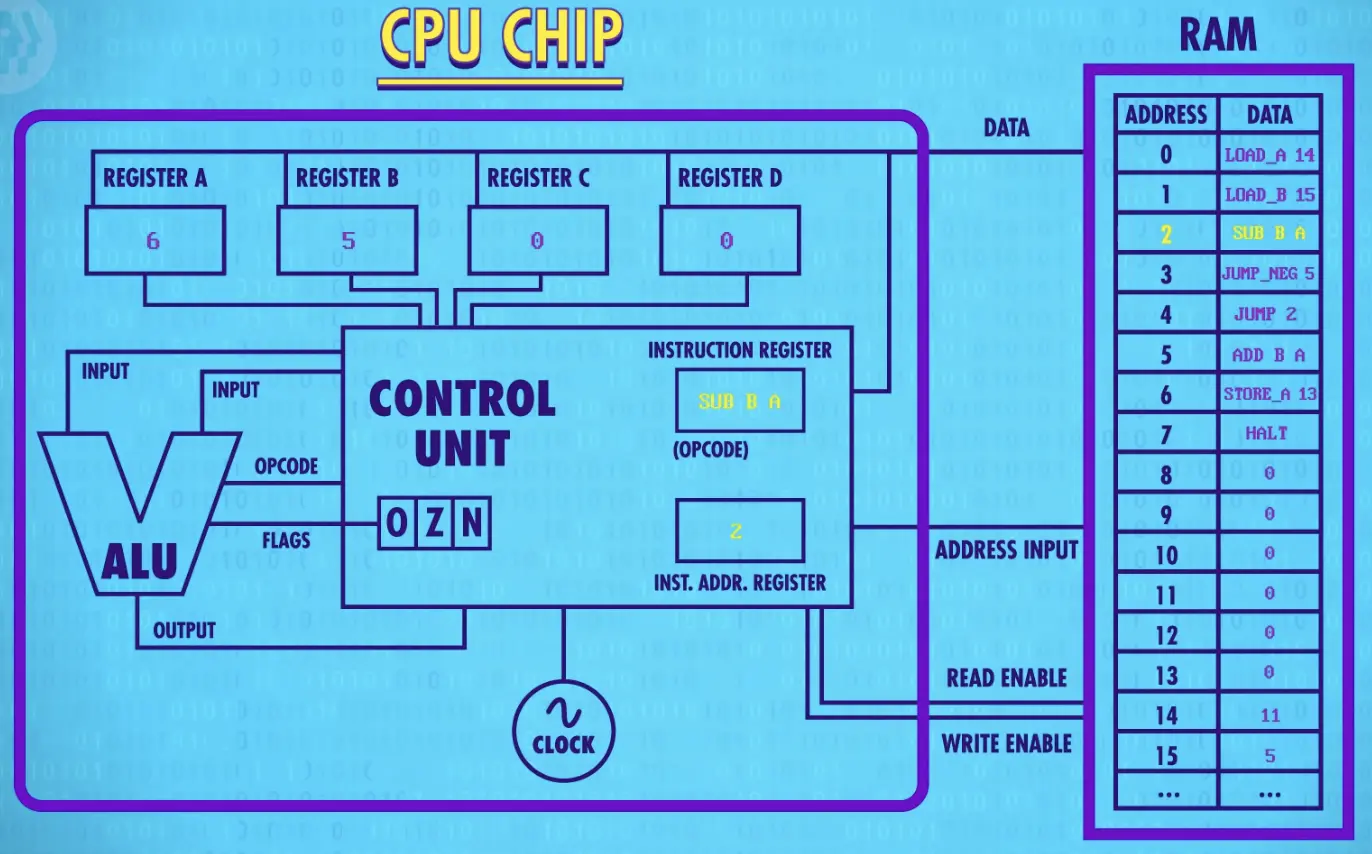 CPU CHIP
RAM
DATA
REGISTER A
REGISTER B
REGISTER C
REGISTER D
6
5
0
0
INPUT
INPUT
OPCODE
FLAGS
ALU
OUTPUT
CONTROL
UNIT
O Z N
INSTRUCTION REGISTER
SUB B A
(OPCODE)
2
INST. ADDR. REGISTER
CLOCK
ADDRESS INPUT
READ ENABLE
WRITE ENABLE
ADDRESS DATA
0 LOAD_A 14
1 LOAD_B 15
2 SUB B A
3 JUMP_NEG 5
4 JUMP 2
5 ADD B A
6 STORE_A 13
7 HALT
8 0
9 0
10 0
11 0
12 0
13 0
14 11
15 5
... ...